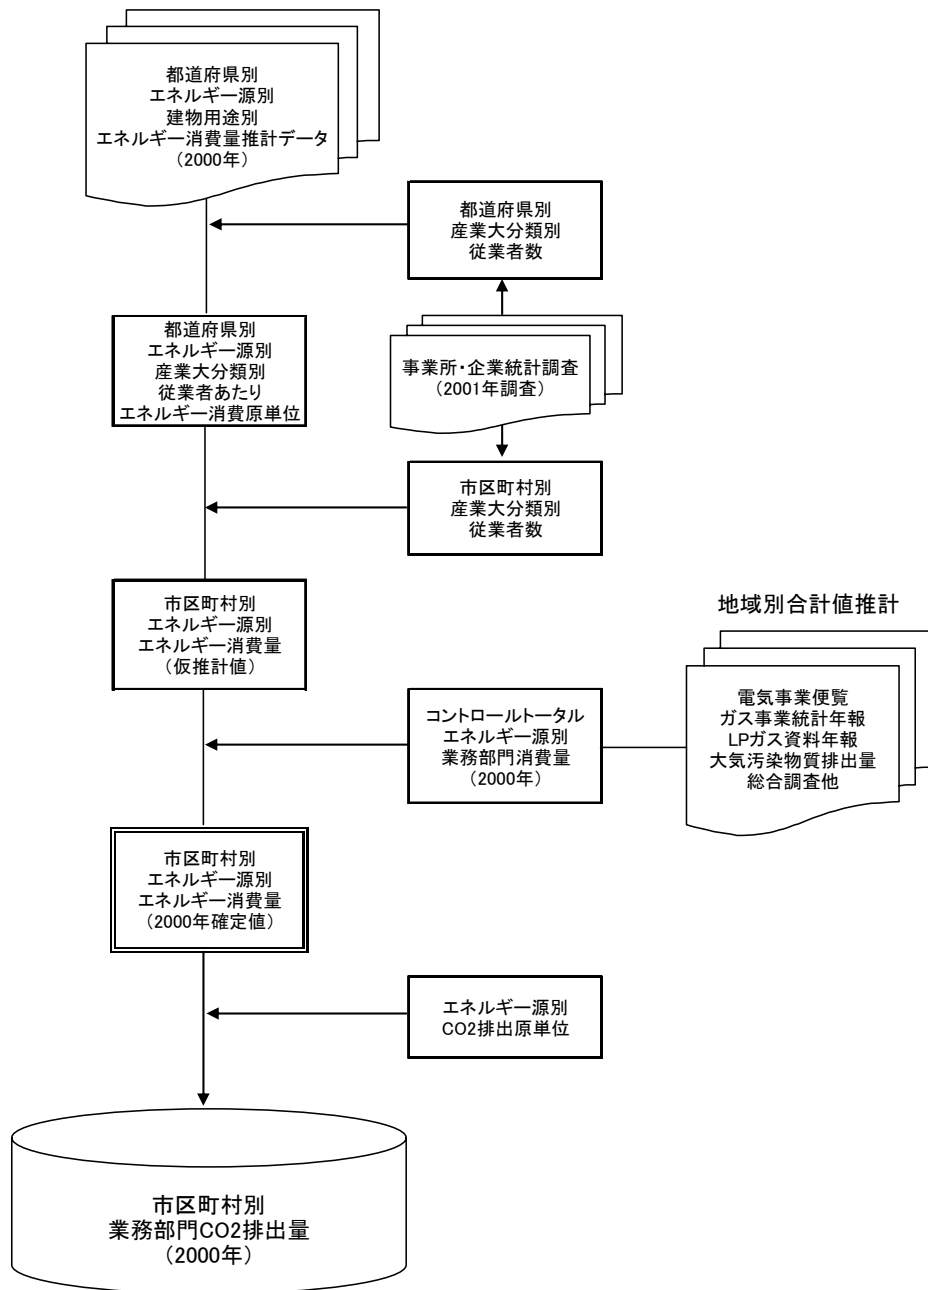 都道府県別
エネルギー源別
建物用途別
エネルギー消費量推計データ
(2000年)
都道府県別
産業大分類別
従業者数
都道府県別
エネルギー源別
産業大分類別
従業者あたり
エネルギー消費原単位
事業所・企業統計調査
(2001年調査)
市区町村別
産業大分類別
従業者数
市区町村別
エネルギー源別
エネルギー消費量
(仮推計値)
地域別合計値推計
コントロールトータル
エネルギー源別
業務部門消費量
(2000年)
電気事業便覧
ガス事業統計年報
LPガス資料年報
大気汚染物質排出量
総合調査他
市区町村別
エネルギー源別
エネルギー消費量
(2000年確定値)
エネルギー源別
CO2排出原単位
市区町村別
業務部門CO2排出量
(2000年)